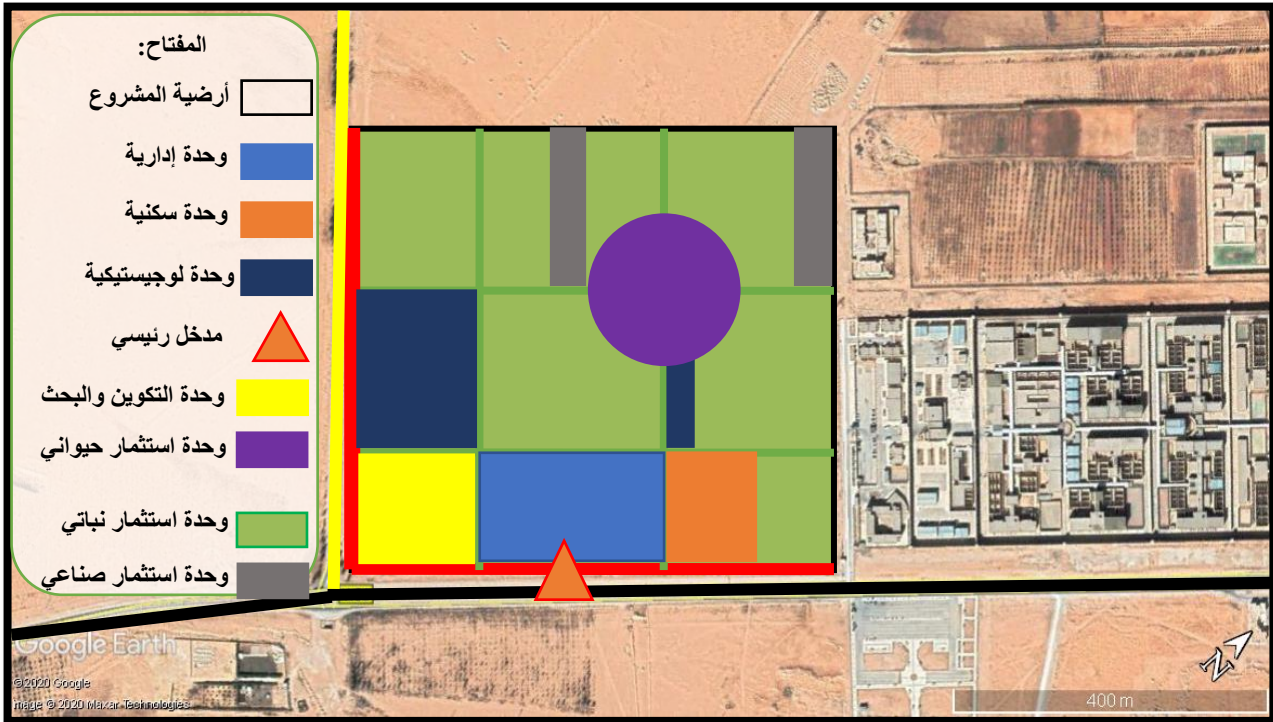 المفتاح:
أرضية المشروع
وحدة إدارية
وحدة سكنية
وحدة لوجيستيكية
مدخل رئيسي
وحدة التكوين والبحث
وحدة استثمار حيواني
وحدة استثمار نباتي
وحدة استثمار صناعي
Google Earth
©2020 Google
Image © 2020 Maxar Technologies
N
400 m